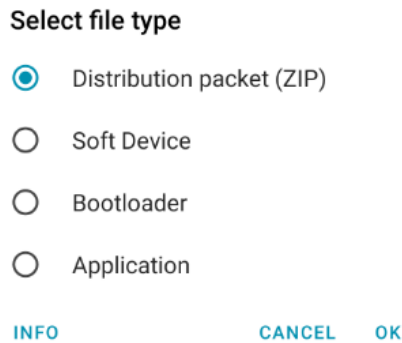 Select file type
Distribution packet (ZIP)
Soft Device
Bootloader
Application
INFO CANCEL OK